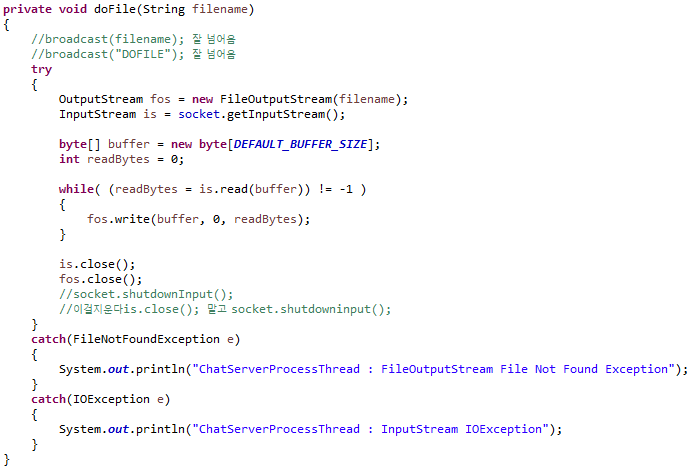 private void doFile(String filename)
{
    //broadcast(filename); 잘 넘어옴
    //broadcast("DOFILE"); 잘 넘어옴
    try
    {
        OutputStream fos = new FileOutputStream(filename);
        InputStream is = socket.getInputStream();

        byte[] buffer = new byte[DEFAULT_BUFFER_SIZE];
        int readBytes = 0;

        while( (readBytes = is.read(buffer)) != -1 )
        {
            fos.write(buffer, 0, readBytes);
        }

        is.close();
        fos.close();
        //socket.shutdownInput();
        //이걸지운다is.close(); 말고 socket.shutdowninput();
    }
    catch(FileNotFoundException e)
    {
        System.out.println("ChatServerProcessThread : FileOutputStream File Not Found Exception");
    }
    catch(IOException e)
    {
        System.out.println("ChatServerProcessThread : InputStream IOException");
    }
}